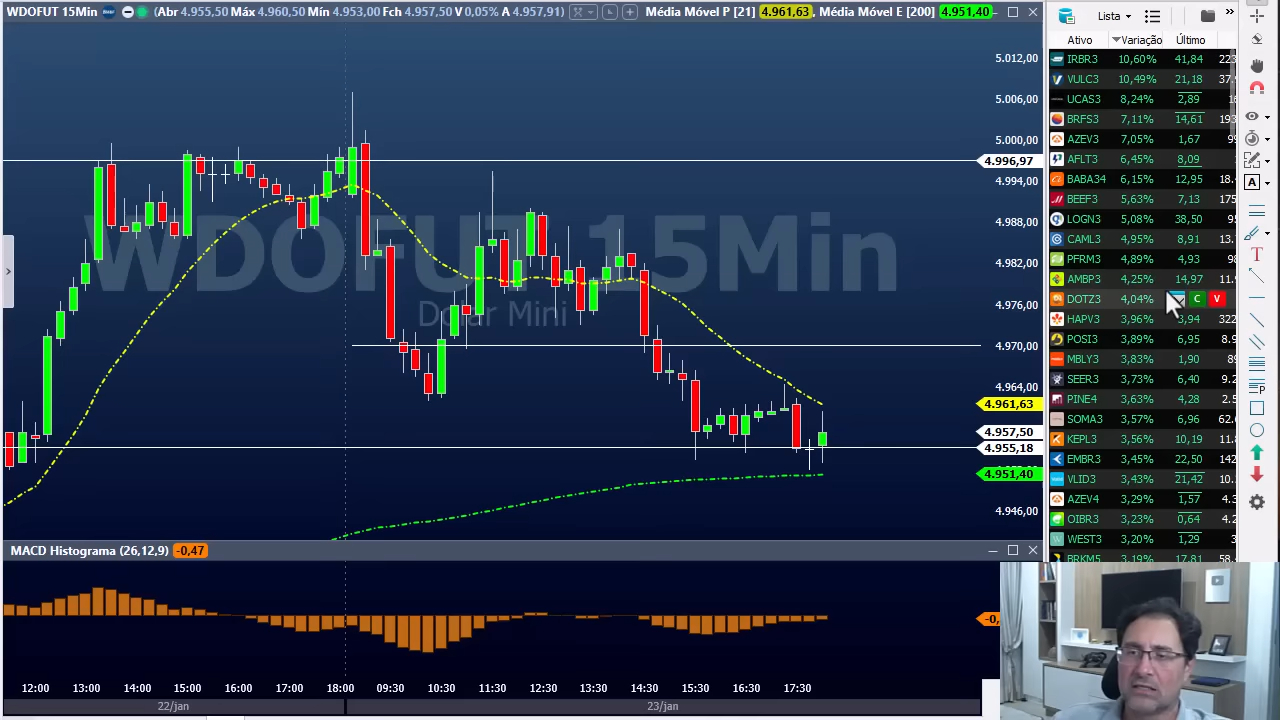 WDOFUT 15Min (Abr 4.955,50 Máx 4.960,50 Mín 4.953,00 Fch 4.957,50 V 0,05% A 4.957,91) Média Móvel P [21] 4.961,63, Média Móvel E [200] 4.951,40
5.012,00
5.006,00
5.000,00
4.996,97
4.994,00
4.988,00
4.982,00
4.976,00
4.970,00
4.964,00
4.961,63
4.957,50
4.955,18
4.951,40
4.946,00
WDOFUT 15Min
Dólar Mini
MACD Histograma (26,12,9) -0,47
12:00 13:00 14:00 15:00 16:00 17:00 18:00 09:30 10:30 11:30 12:30 13:30 14:30 15:30 16:30 17:30
22/jan 23/jan
Lista
Ativo Variação Último
IRBR3 10,60% 41,84
VULC3 10,49% 21,18
UCAS3 8,24% 2,89
BRFS3 7,11% 14,61
AZEV3 7,05% 1,67
AFLT3 6,45% 8,09
BABA34 6,15% 12,95
BEEF3 5,63% 7,13
LOGN3 5,08% 38,50
CAML3 4,95% 8,91
PFRM3 4,89% 4,93
AMBP3 4,25% 14,97
DOTZ3 4,04% C V
HAPV3 3,96% 3,94
POSI3 3,89% 6,95
MBLY3 3,83% 1,90
SEER3 3,73% 6,40
PINE4 3,63% 4,28
SOMA3 3,57% 6,96
KEPL3 3,56% 10,19
EMBR3 3,45% 22,50
VLID3 3,43% 21,42
AZEV4 3,29% 1,57
OIBR3 3,23% 0,64
WEST3 3,20% 1,29
BRKM5 3,19% 17,81